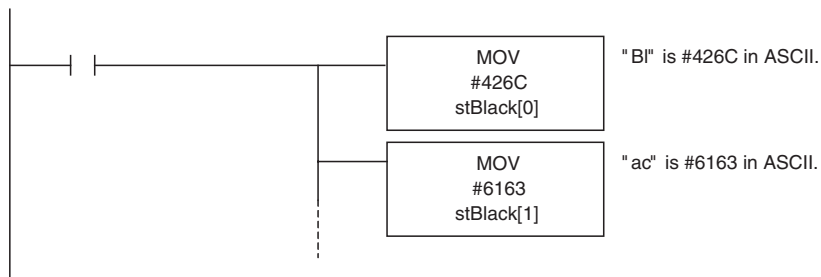 MOV
#426C
stBlack[0]
"Bl" is #426C in ASCII.
MOV
#6163
stBlack[1]
"ac" is #6163 in ASCII.